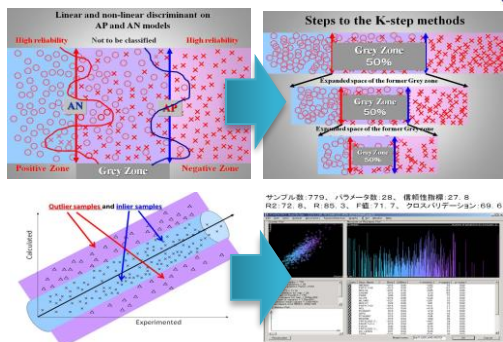 Linear and non-linear discriminant on
AP and AN models
High reliability
Not to be classified
High reliability
AN
AP
Grey Zone
Positive Zone
Negative Zone
Steps to the K-step methods
Grey Zone
50%
Expanded space of the former Grey zone
Grey Zone
50%
Expanded space of the former Grey zone
Grey Zone
50%
Outlier samples and Inlier samples
Calculated
Experimented
サンプル数:779、 パラメータ数:28、 信頼性指標:27.8
R2:72.8、 R:85.3、 F値:71.7、 クロスバリデーション:69.6